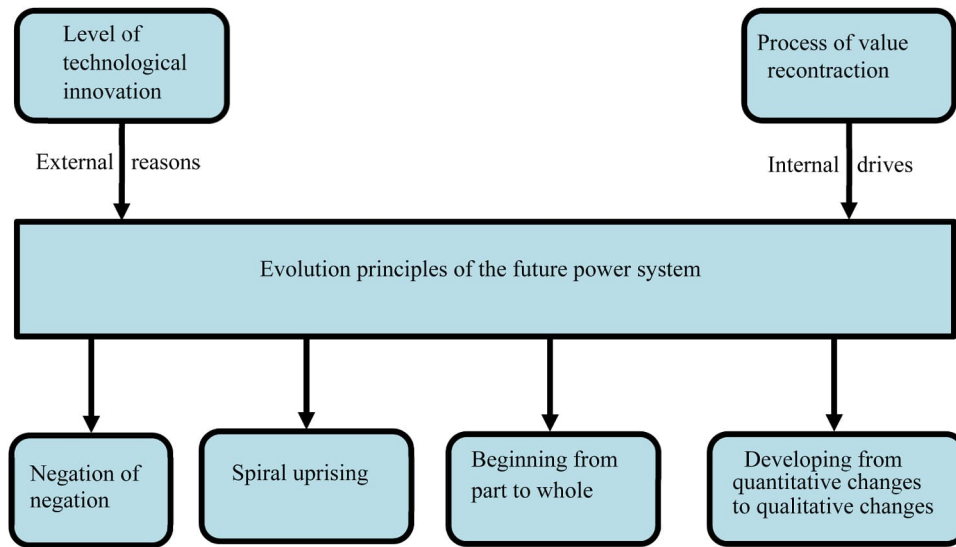 Level of
technological
innovation
Process of value
recontraction
External reasons
Internal drives
Evolution principles of the future power system
Negation of
negation
Spiral uprising
Beginning from
part to whole
Developing from
quantitative changes
to qualitative changes